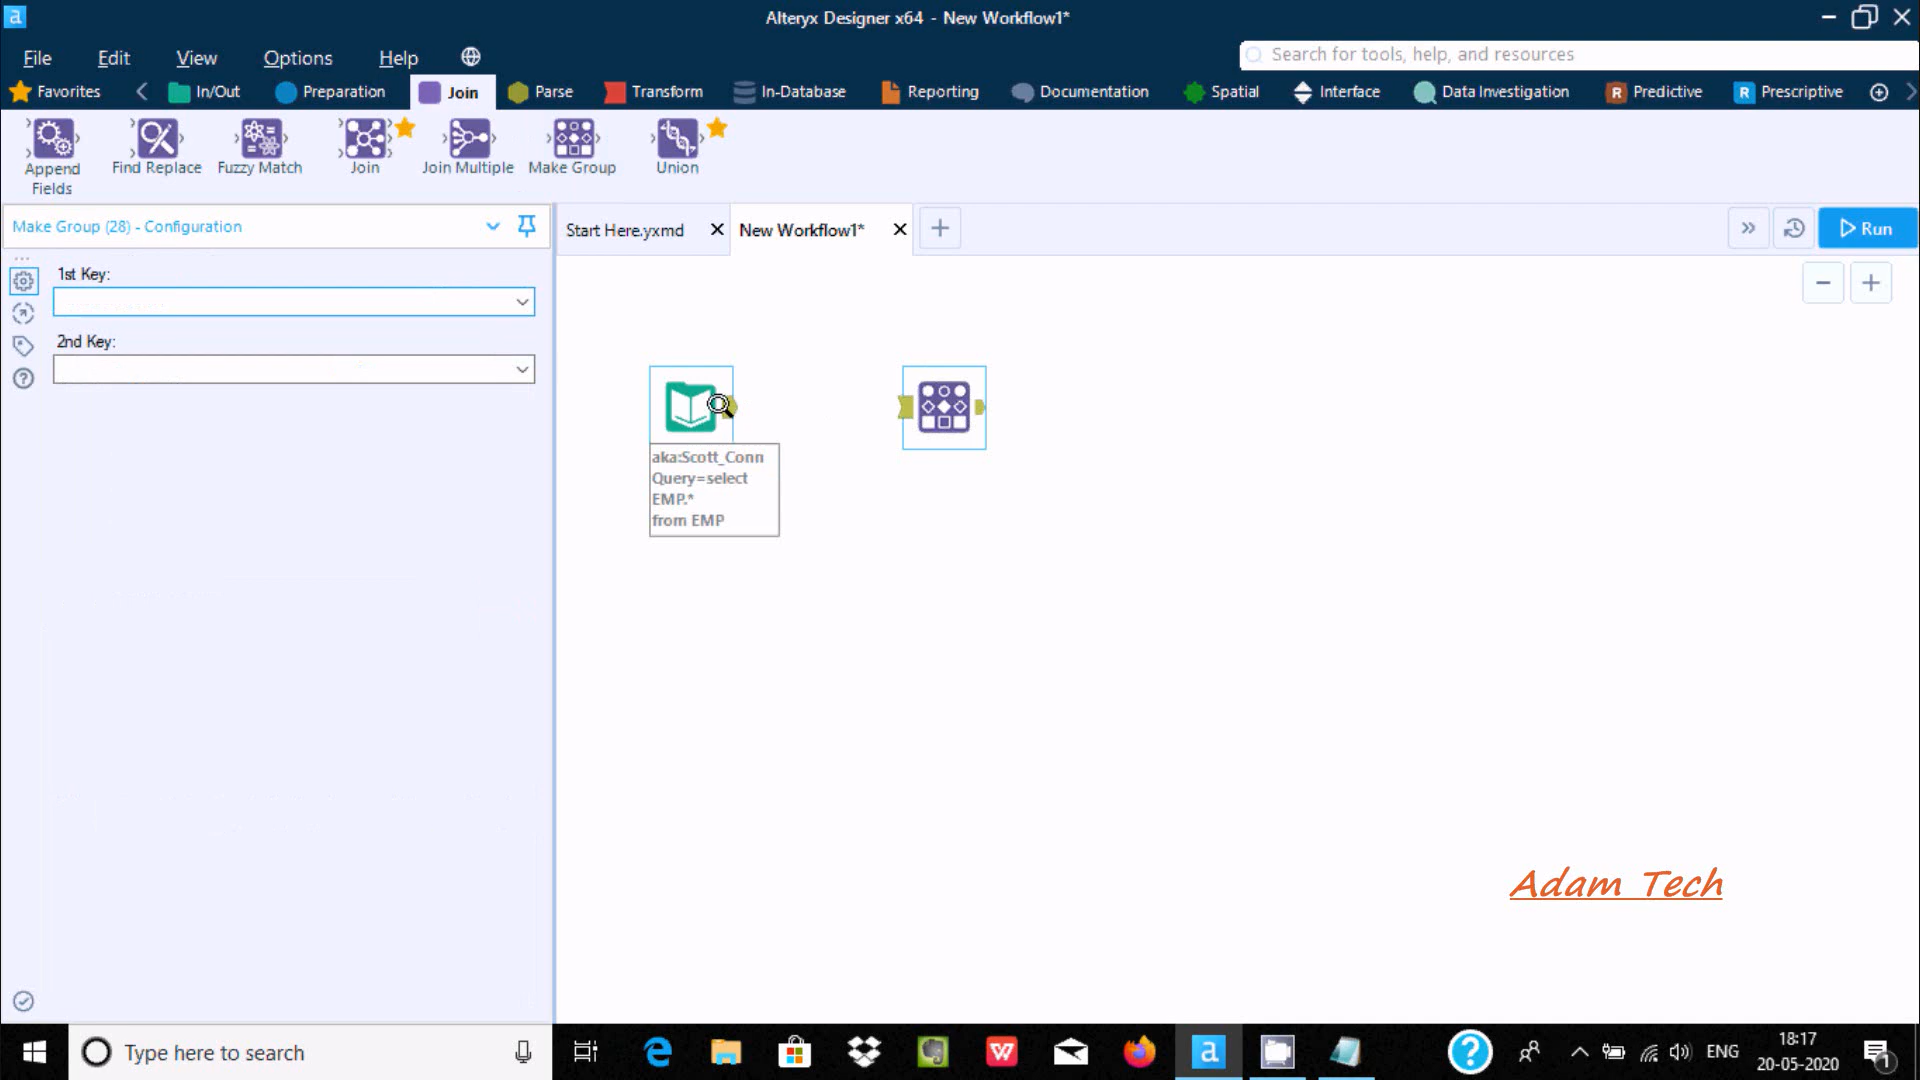 Alteryx Designer x64 - New Workflow1*
File Edit View Options Help
Search for tools, help, and resources
Favorites In/Out Preparation Join Parse Transform In-Database Reporting Documentation Spatial Interface Data Investigation Predictive Prescriptive
Append Fields
Find Replace
Fuzzy Match
Join
Join Multiple
Make Group
Union
Make Group (28) - Configuration
Start Here.yxmd
New Workflow1*
Run
1st Key:
2nd Key:
aka:Scott_Conn
Query=select
EMP.*
from EMP
Adam Tech
Type here to search
ENG
18:17
20-05-2020
1